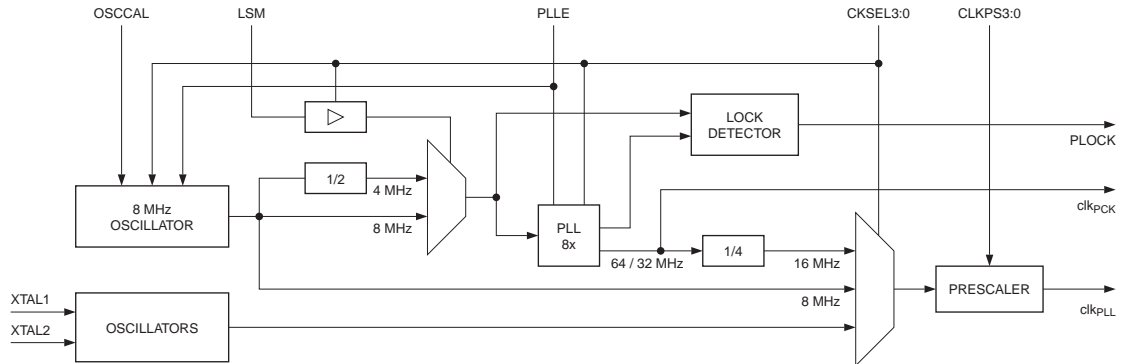 OSCCAL
LSM
PLLE
CKSEL3:0
CLKPS3:0
LOCK
DETECTOR
PLOCK
1/2
4 MHz
8 MHz
OSCILLATOR
8 MHz
PLL
8x
64 / 32 MHz
1/4
16 MHz
clkPCK
8 MHz
PRESCALER
clkPLL
XTAL1
XTAL2
OSCILLATORS